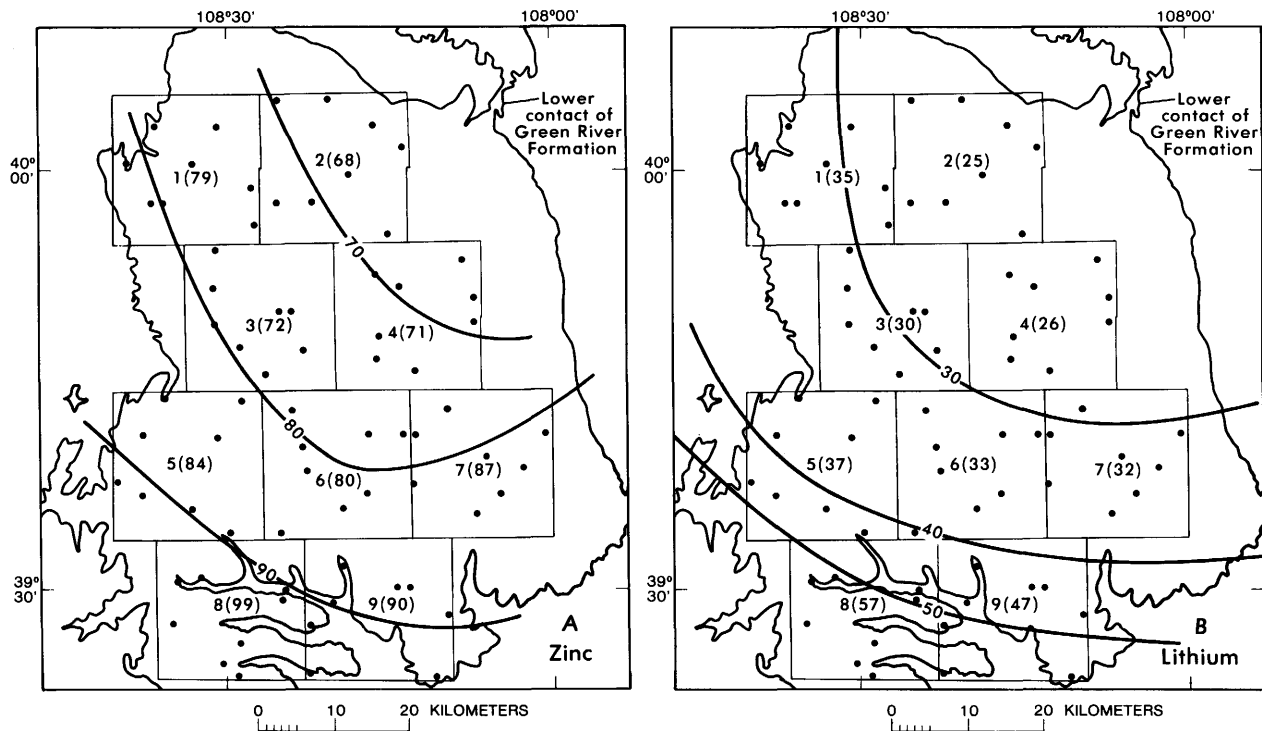 108°30' 108°00' 108°30' 108°00'
Lower
contact of
Green River
Formation
Lower
contact of
Green River
Formation
40°
00'
40°
00'
1(79)
2(68)
70
3(72)
4(71)
80
5(84)
6(80)
7(87)
90
8(99)
9(90)
39°
30'
A
Zinc
1(35)
2(25)
3(30)
4(26)
30
5(37)
6(33)
7(32)
40
8(57)
50
9(47)
39°
30'
B
Lithium
0 10 20 KILOMETERS
0 10 20 KILOMETERS